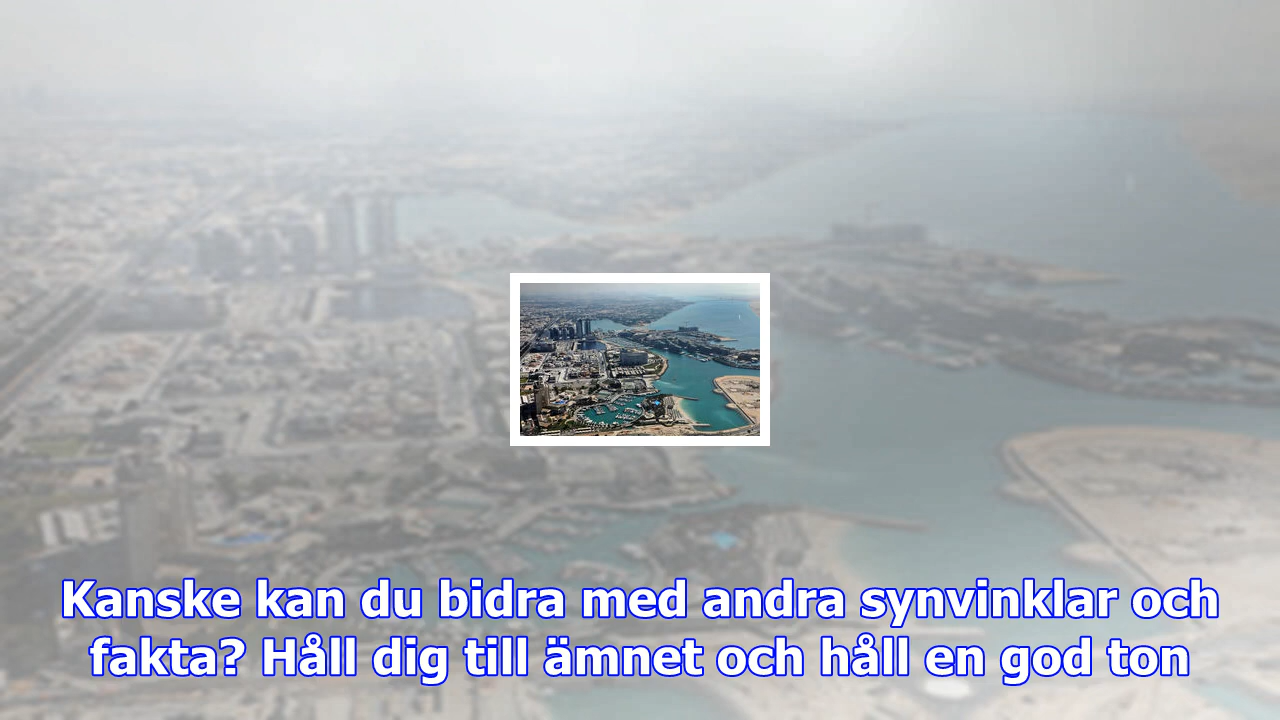 Kanske kan du bidra med andra synvinklar och
fakta? Håll dig till ämnet och håll en god ton